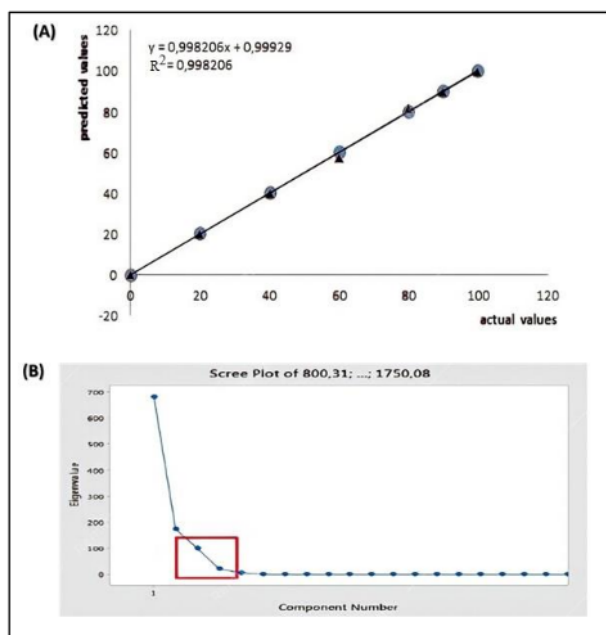 (A)
120
100
80
60
40
20
0
-20
predicted values
y = 0,998206x + 0,99929
R² = 0,998206
0 20 40 60 80 100 120
actual values
(B)
Scree Plot of 800,31; ...; 1750,08
700
600
500
400
300
200
100
0
Eigenvalue
1
Component Number